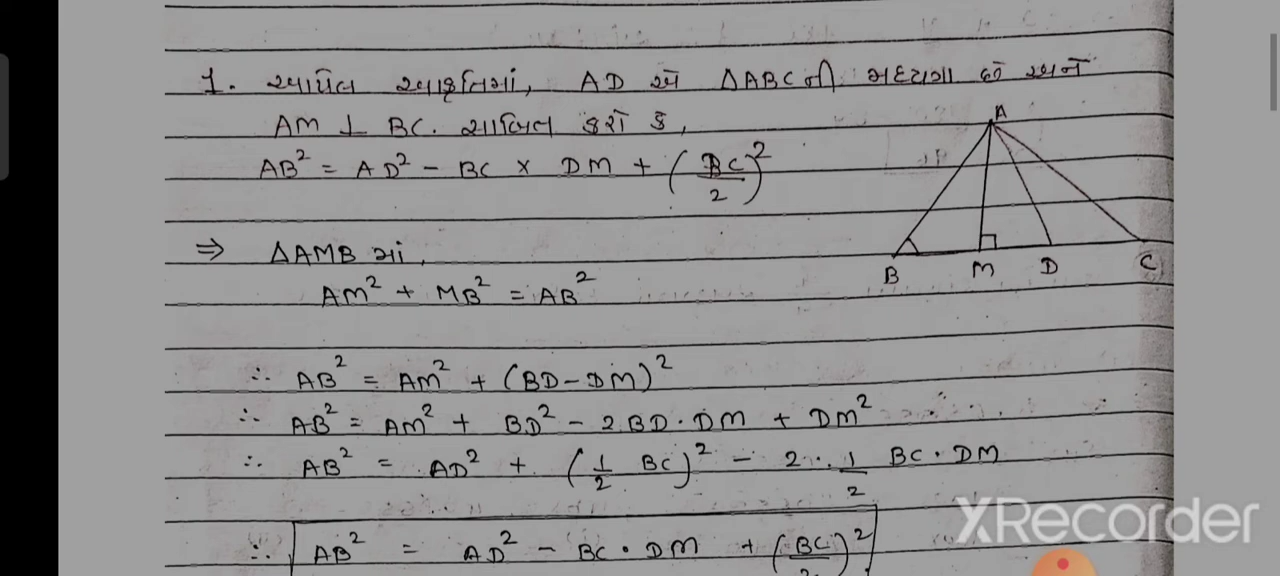 1. આપેલ આકૃતિમાં, AD એ ΔABC ની મધ્યગા છે અને
AM ⊥ BC. સાબિત કરો કે,
AB² = AD² - BC × DM + (BC/2)²
A
B M D C
⇒ ΔAMB માં,
AM² + MB² = AB²
∴ AB² = AM² + (BD - DM)²
∴ AB² = AM² + BD² - 2BD · DM + DM²
∴ AB² = AD² + (1/2 BC)² - 2 · 1/2 BC · DM
∴ AB² = AD² - BC · DM + (BC/2)²
XRecorder